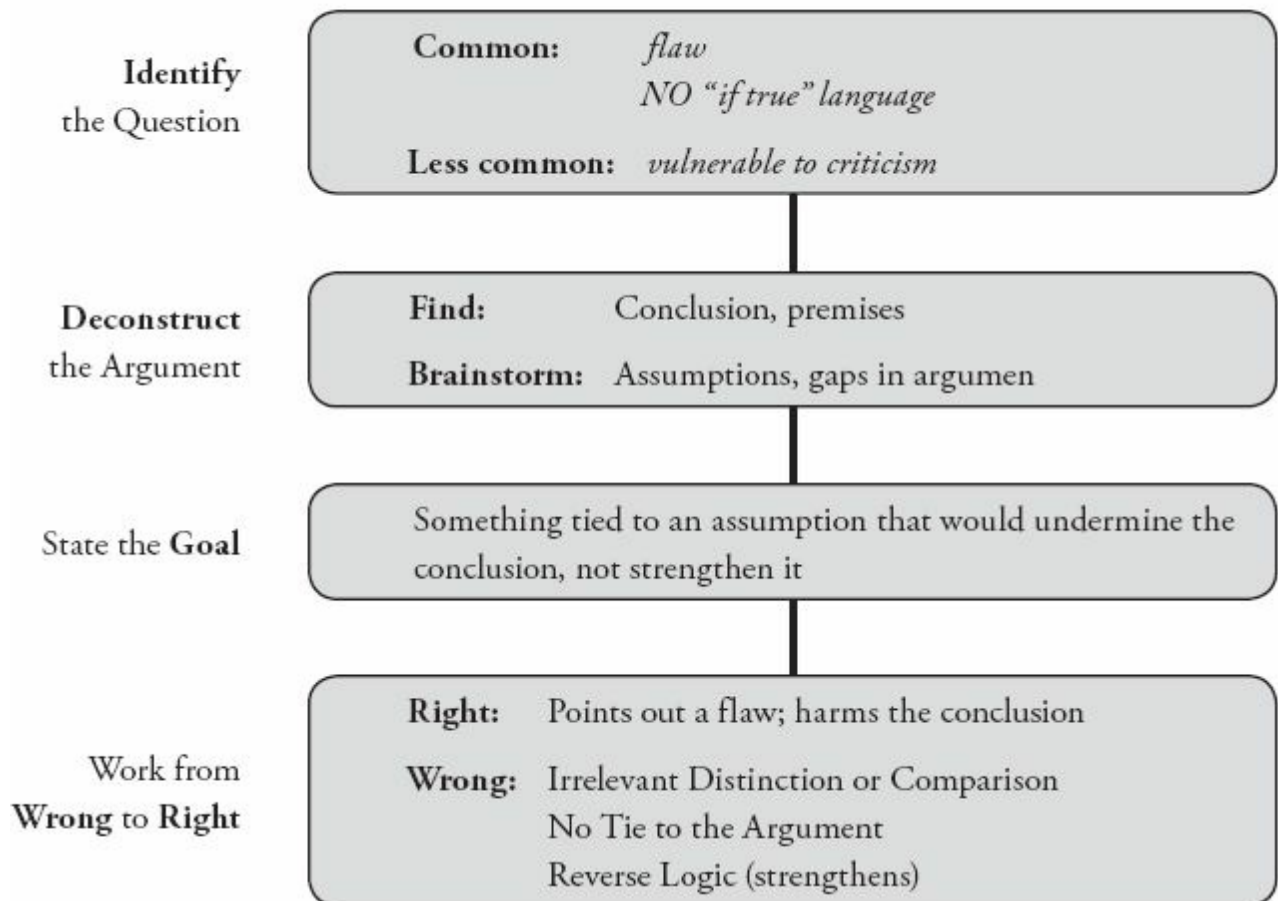 Identify
the Question
Common: flaw
NO “if true” language
Less common: vulnerable to criticism
Deconstruct
the Argument
Find: Conclusion, premises
Brainstorm: Assumptions, gaps in argumen
State the Goal
Something tied to an assumption that would undermine the
conclusion, not strengthen it
Work from
Wrong to Right
Right: Points out a flaw; harms the conclusion
Wrong: Irrelevant Distinction or Comparison
No Tie to the Argument
Reverse Logic (strengthens)